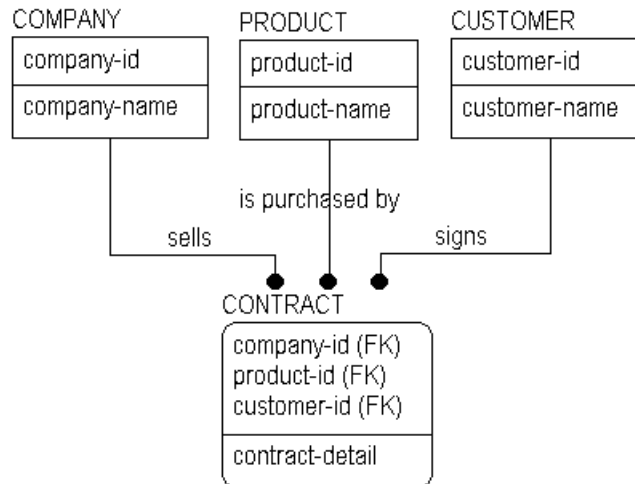 COMPANY
company-id
company-name
PRODUCT
product-id
product-name
CUSTOMER
customer-id
customer-name
is purchased by
sells
signs
CONTRACT
company-id (FK)
product-id (FK)
customer-id (FK)
contract-detail